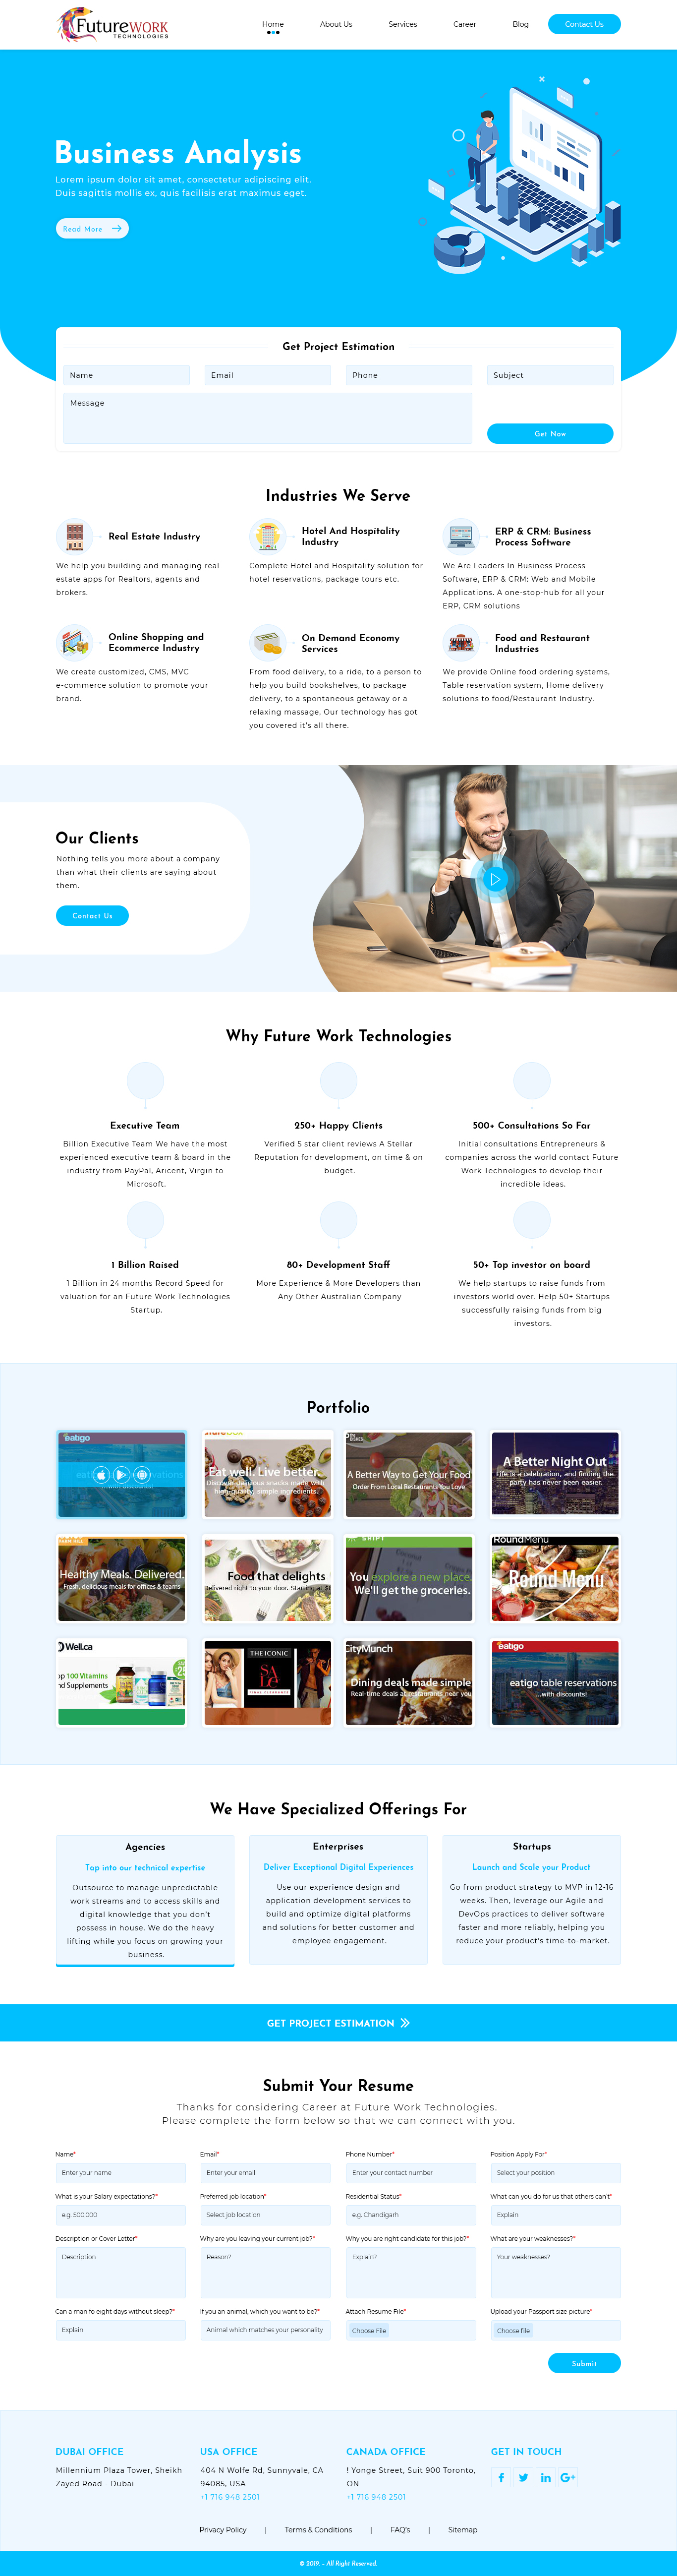 FutureWORK
TECHNOLOGIES
Home
About Us
Services
Career
Blog
Contact Us
Business Analysis
Lorem ipsum dolor sit amet, consectetur adipiscing elit.
Duis sagittis mollis ex, quis facilisis erat maximus eget.
Read More
Get Project Estimation
Name
Email
Phone
Subject
Message
Get Now
Industries We Serve
Real Estate Industry
We help you building and managing real
estate apps for Realtors, agents and
brokers.
Hotel And Hospitality
Industry
Complete Hotel and Hospitality solution for
hotel reservations, package tours etc.
ERP & CRM: Business
Process Software
We Are Leaders In Business Process
Software, ERP & CRM: Web and Mobile
Applications. A one-stop-hub for all your
ERP, CRM solutions
Online Shopping and
Ecommerce Industry
We create customized, CMS, MVC
e-commerce solution to promote your
brand.
On Demand Economy
Services
From food delivery, to a ride, to a person to
help you build bookshelves, to package
delivery, to a spontaneous getaway or a
relaxing massage, Our technology has got
you covered it's all there.
Food and Restaurant
Industries
We provide Online food ordering systems,
Table reservation system, Home delivery
solutions to food/Restaurant Industry.
Our Clients
Nothing tells you more about a company
than what their clients are saying about
them.
Contact Us
Why Future Work Technologies
Executive Team
Billion Executive Team We have the most
experienced executive team & board in the
industry from PayPal, Aricent, Virgin to
Microsoft.
250+ Happy Clients
Verified 5 star client reviews A Stellar
Reputation for development, on time & on
budget.
500+ Consultations So Far
Initial consultations Entrepreneurs &
companies across the world contact Future
Work Technologies to develop their
incredible ideas.
1 Billion Raised
1 Billion in 24 months Record Speed for
valuation for an Future Work Technologies
Startup.
80+ Development Staff
More Experience & More Developers than
Any Other Australian Company
50+ Top investor on board
We help startups to raise funds from
investors world over. Help 50+ Startups
successfully raising funds from big
investors.
Portfolio
eatigo
Eat well. Live better.
Discover delicious snacks made with
high-quality, simple ingredients.
A Better Way to Get Your Food
Order From Local Restaurants You Love
A Better Night Out
Life is a celebration, and finding the
party has never been easier.
Healthy Meals. Delivered.
Fresh, delicious meals for offices & teams
Food that delights
Delivered right to your door. Starting at
SHIFT
You explore a new place.
We'll get the groceries.
RoundMenu
Round Menu
Well.ca
100 Vitamins
nd Supplements
THE ICONIC
SALE
FINAL CLEARANCE
CityMunch
Dining deals made simple
Real-time deals at restaurants near you
eatigo
eatigo table reservations
...with discounts!
We Have Specialized Offerings For
Agencies
Tap into our technical expertise
Outsource to manage unpredictable
work streams and to access skills and
digital knowledge that you don't
possess in house. We do the heavy
lifting while you focus on growing your
business.
Enterprises
Deliver Exceptional Digital Experiences
Use our experience design and
application development services to
build and optimize digital platforms
and solutions for better customer and
employee engagement.
Startups
Launch and Scale your Product
Go from product strategy to MVP in 12-16
weeks. Then, leverage our Agile and
DevOps practices to deliver software
faster and more reliably, helping you
reduce your product's time-to-market.
GET PROJECT ESTIMATION
Submit Your Resume
Thanks for considering Career at Future Work Technologies.
Please complete the form below so that we can connect with you.
Name*
Email*
Phone Number*
Position Apply For*
Enter your name
Enter your email
Enter your contact number
Select your position
What is your Salary expectations?*
Preferred job location*
Residential Status*
What can you do for us that others can't*
e.g. 500,000
Select job location
e.g. Chandigarh
Explain
Description or Cover Letter*
Why are you leaving your current job?*
Why you are right candidate for this job?*
What are your weaknesses?*
Description
Reason?
Explain?
Your weaknesses?
Can a man fo eight days without sleep?*
If you an animal, which you want to be?*
Attach Resume File*
Upload your Passport size picture*
Explain
Animal which matches your personality
Choose File
Choose file
Submit
DUBAI OFFICE
Millennium Plaza Tower, Sheikh
Zayed Road - Dubai
USA OFFICE
404 N Wolfe Rd, Sunnyvale, CA
94085, USA
+1 716 948 2501
CANADA OFFICE
! Yonge Street, Suit 900 Toronto,
ON
+1 716 948 2501
GET IN TOUCH
Privacy Policy | Terms & Conditions | FAQ's | Sitemap
© 2019. - All Right Reserved.